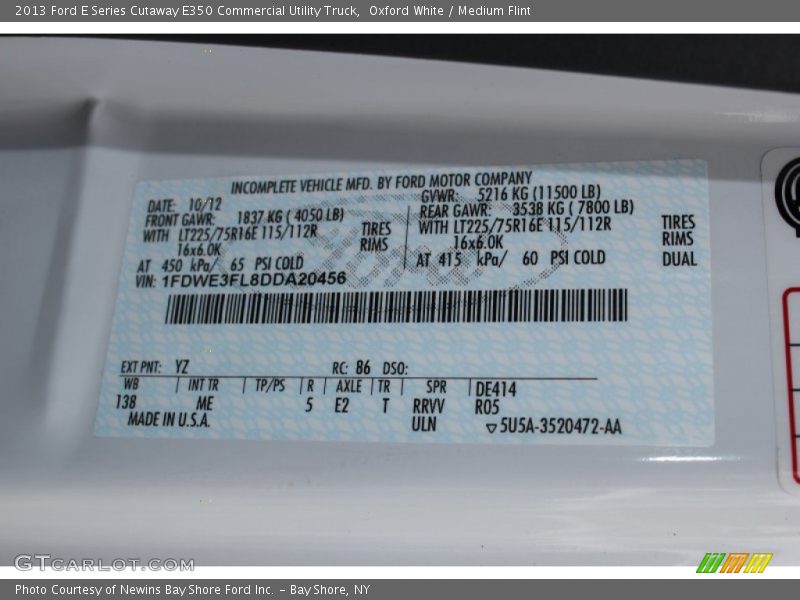 2013 Ford E Series Cutaway E350 Commercial Utility Truck,  Oxford White / Medium Flint
INCOMPLETE VEHICLE MFD. BY FORD MOTOR COMPANY
DATE: 10/12 GVWR: 5216 KG (11500 LB)
FRONT GAWR: 1837 KG ( 4050 LB) REAR GAWR: 3538 KG ( 7800 LB)
WITH LT225/75R16E 115/112R TIRES WITH LT225/75R16E 115/112R TIRES
16x6.0K RIMS 16x6.0K RIMS
AT 450 kPa/ 65 PSI COLD AT 415 kPa/ 60 PSI COLD DUAL
VIN: 1FDWE3FL8DDA20456
EXT PNT: YZ RC: 86 DSO:
WB INT TR TP/PS R AXLE TR SPR DE414
138 ME 5 E2 T RRVV R05
MADE IN U.S.A. ULN ▽5U5A-3520472-AA
GTCARLOT.COM
Photo Courtesy of Newins Bay Shore Ford Inc. - Bay Shore, NY